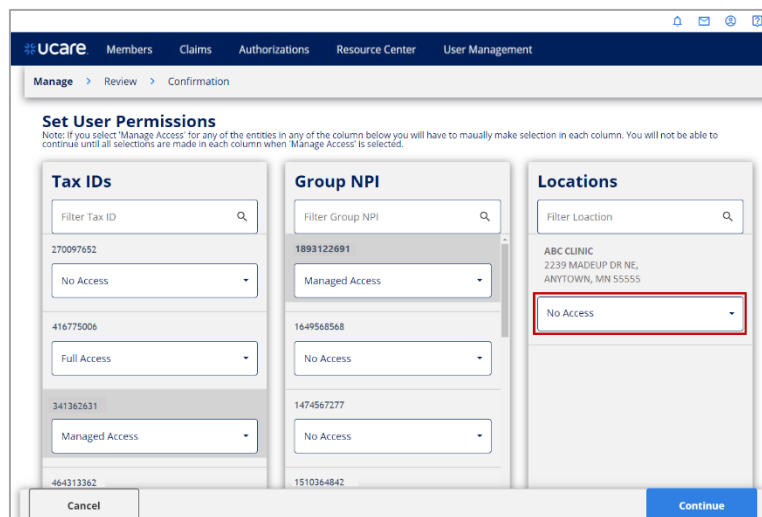 ucare. Members Claims Authorizations Resource Center User Management
Manage > Review > Confirmation
Set User Permissions
Note: If you select 'Manage Access' for any of the entities in any of the column below you will have to maually make selection in each column. You will not be able to
continue until all selections are made in each column when 'Manage Access' is selected.
Tax IDs
Filter Tax ID
270097652
No Access
416775006
Full Access
341362631
Managed Access
464313362
Group NPI
Filter Group NPI
1893122691
Managed Access
1649568568
No Access
1474567277
No Access
1510364842
Locations
Filter Loaction
ABC CLINIC
2239 MADEUP DR NE,
ANYTOWN, MN 55555
No Access
Cancel
Continue